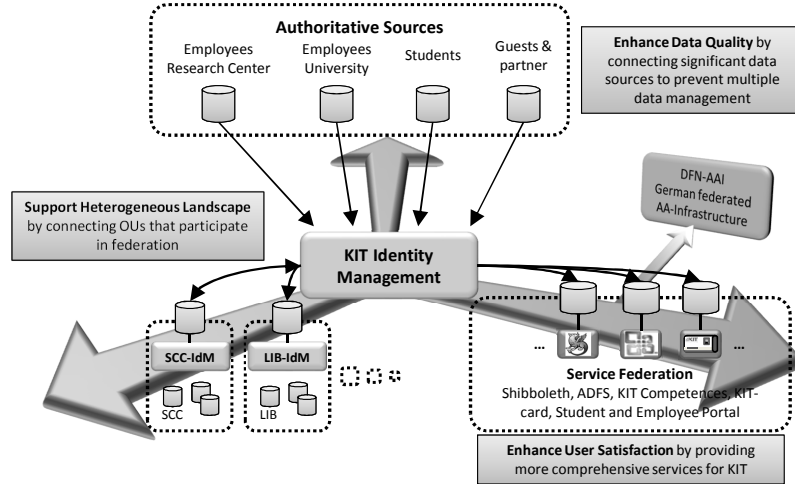 Authoritative Sources
Employees
Research Center
Employees
University
Students
Guests &
partner
Enhance Data Quality by
connecting significant data
sources to prevent multiple
data management
DFN-AAI
German federated
AA-Infrastructure
Support Heterogeneous Landscape
by connecting OUs that participate
in federation
KIT Identity
Management
SCC-IdM
LIB-IdM
SCC
LIB
...
...
Service Federation
Shibboleth, ADFS, KIT Competences, KIT-
card, Student and Employee Portal
Enhance User Satisfaction by providing
more comprehensive services for KIT